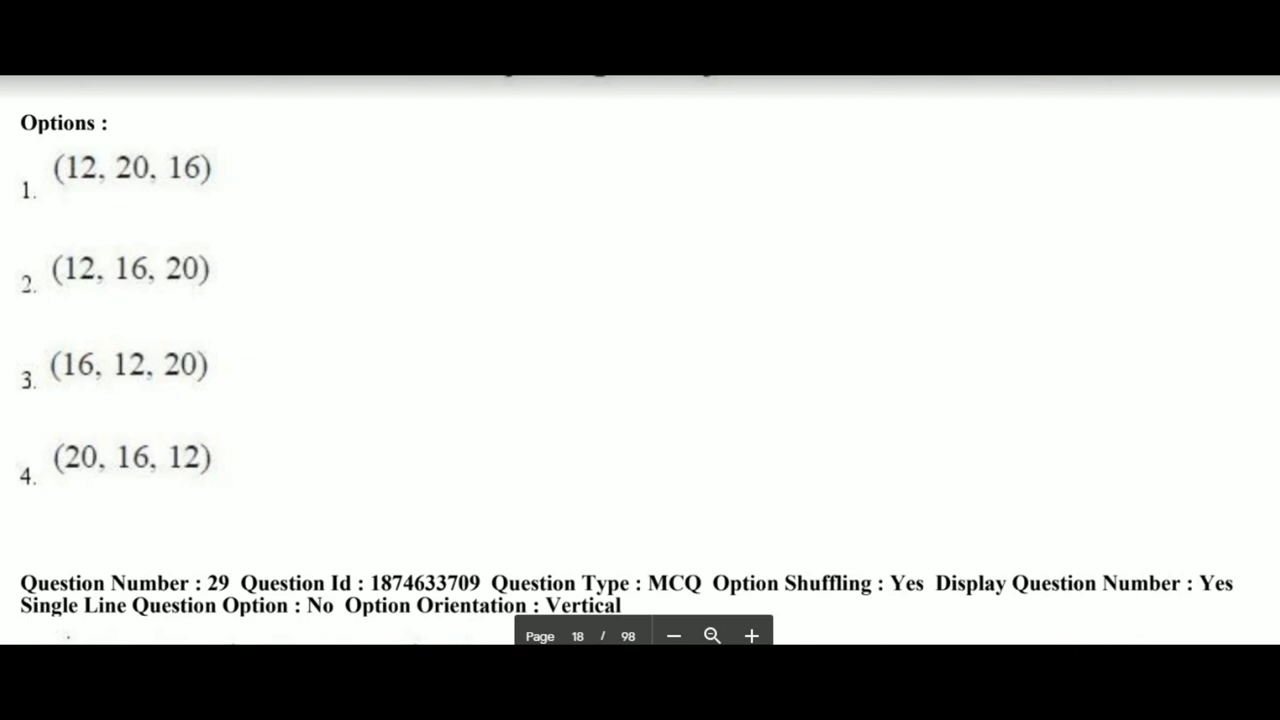 Options :
1. (12, 20, 16)
2. (12, 16, 20)
3. (16, 12, 20)
4. (20, 16, 12)
Question Number : 29 Question Id : 1874633709 Question Type : MCQ Option Shuffling : Yes Display Question Number : Yes
Single Line Question Option : No Option Orientation : Vertical
Page 18 / 98